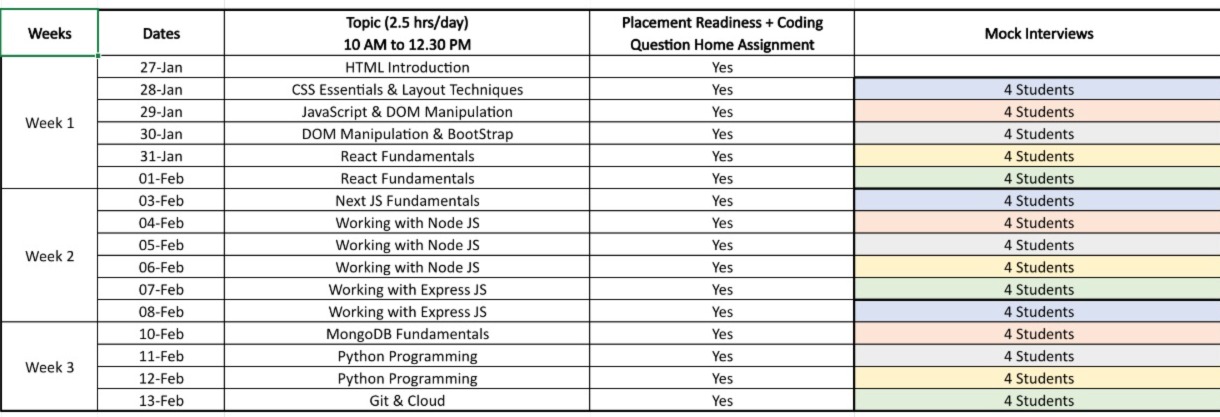 Weeks Dates Topic (2.5 hrs/day) Placement Readiness + Coding Mock Interviews
10 AM to 12.30 PM Question Home Assignment
Week 1
27-Jan HTML Introduction Yes
28-Jan CSS Essentials & Layout Techniques Yes 4 Students
29-Jan JavaScript & DOM Manipulation Yes 4 Students
30-Jan DOM Manipulation & BootStrap Yes 4 Students
31-Jan React Fundamentals Yes 4 Students
01-Feb React Fundamentals Yes 4 Students
Week 2
03-Feb Next JS Fundamentals Yes 4 Students
04-Feb Working with Node JS Yes 4 Students
05-Feb Working with Node JS Yes 4 Students
06-Feb Working with Node JS Yes 4 Students
07-Feb Working with Express JS Yes 4 Students
08-Feb Working with Express JS Yes 4 Students
Week 3
10-Feb MongoDB Fundamentals Yes 4 Students
11-Feb Python Programming Yes 4 Students
12-Feb Python Programming Yes 4 Students
13-Feb Git & Cloud Yes 4 Students